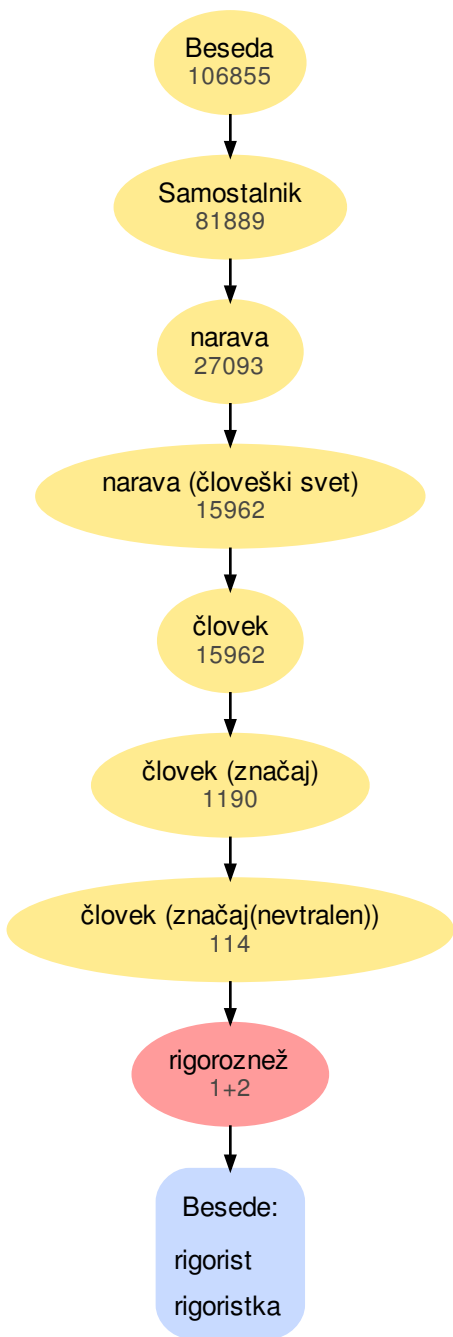 Beseda
106855
Samostalnik
81889
narava
27093
narava (človeški svet)
15962
človek
15962
človek (značaj)
1190
človek (značaj(nevtralen))
114
rigoroznež
1+2
Besede:
rigorist
rigoristka